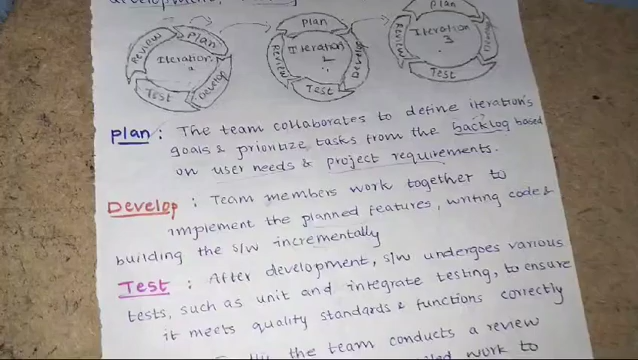 Plan
Review
Iteration
Develop
Test
Plan
Review
Iteration
2
Develop
Test
Plan
Review
Iteration
3
Develop
Test
Plan : The team collaborates to define iteration's
goals & prioritize tasks from the backlog based
on user needs & project requirements.
Develop : Team members work together to
implement the planned features, writing code &
building the s/w incrementally
Test : After development, s/w undergoes various
tests, such as unit and integrate testing, to ensure
it meets quality standards & functions correctly
the team conducts a review
work to